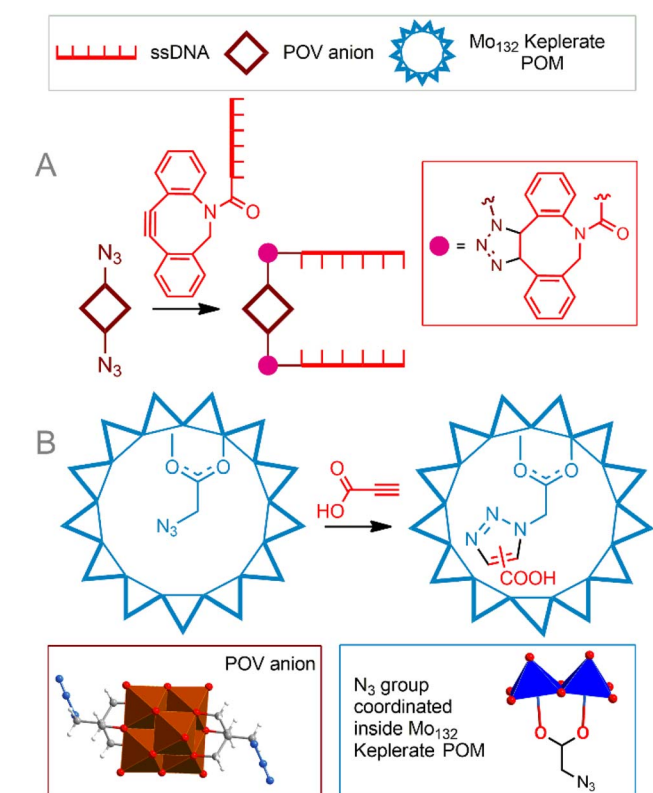 ssDNA
POV anion
Mo132 Keplerate
POM
A
N
O
N3
N3
N
N
N
N
O
=
B
O
O
N3
O
HO
O
O
N
N
N
COOH
POV anion
N3 group
coordinated
inside Mo132
Keplerate POM
O
O
N3